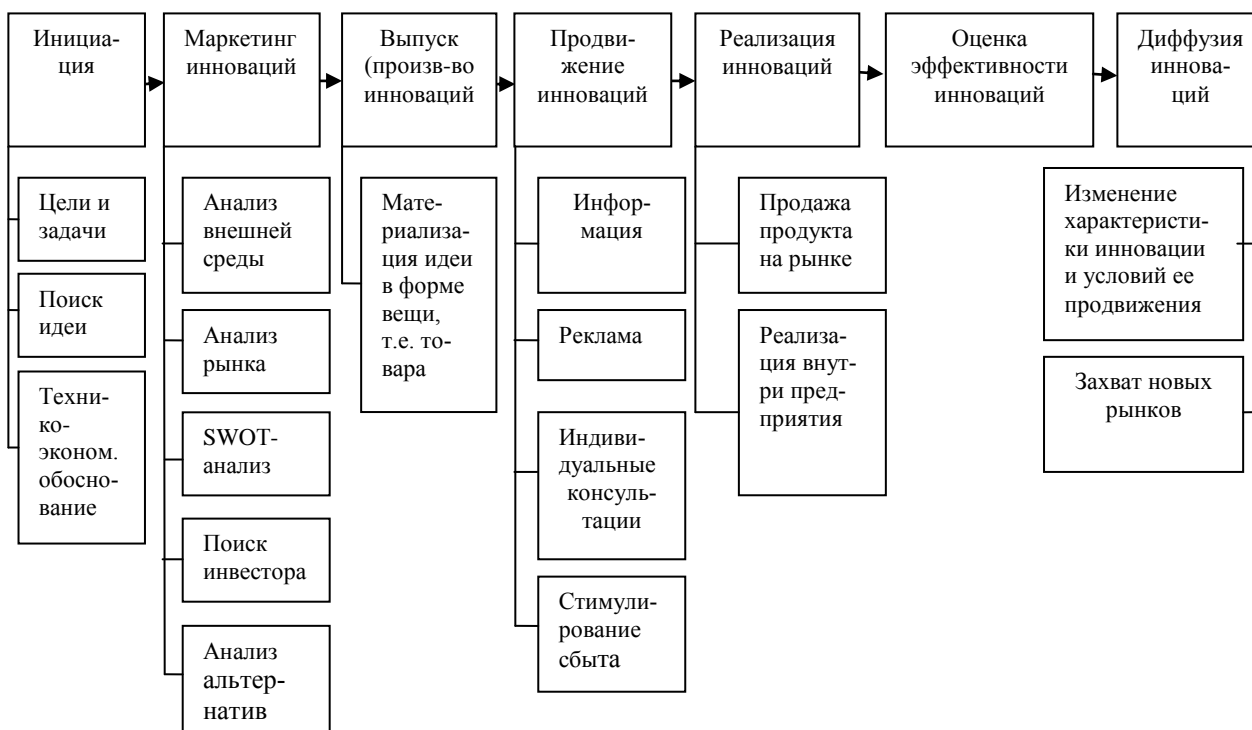 Инициа-
ция
Маркетинг
инноваций
Выпуск
(произв-во
инноваций
Продви-
жение
инноваций
Реализация
инноваций
Оценка
эффективности
инноваций
Диффузия
иннова-
ций
Цели и
задачи
Поиск
идеи
Техни-
ко-
эконом.
обосно-
вание
Анализ
внешней
среды
Анализ
рынка
SWOT-
анализ
Поиск
инвестора
Анализ
альтер-
натив
Мате-
риализа-
ция идеи
в форме
вещи,
т.е. то-
вара
Инфор-
мация
Реклама
Индиви-
дуальные
консуль-
тации
Стимули-
рование
сбыта
Продажа
продукта
на рынке
Реализа-
ция внут-
ри пред-
приятия
Изменение
характеристи-
ки инновации
и условий ее
продвижения
Захват новых
рынков